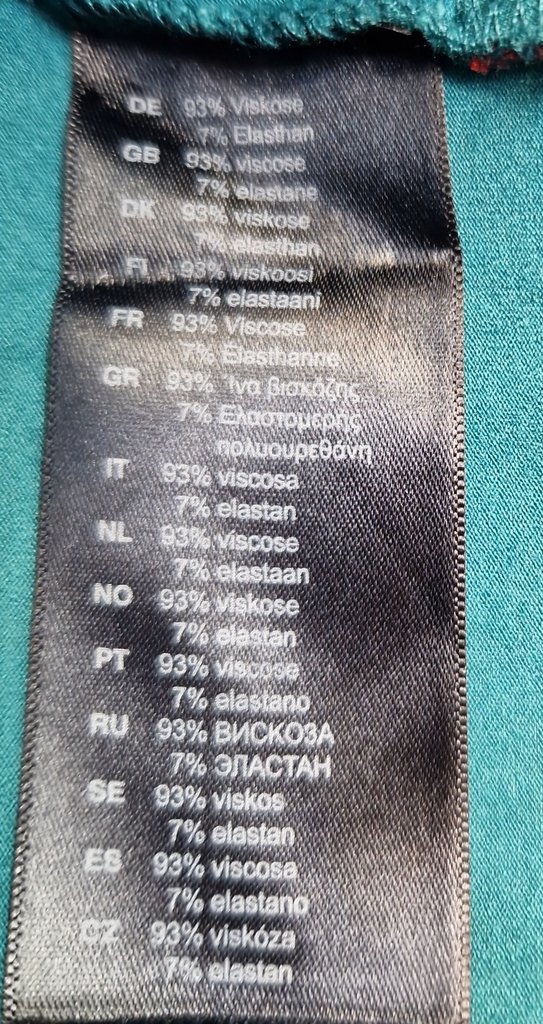 DE 93% Viskose
7% Elasthan
GB 93% viscose
7% elastane
DK 93% viskose
7% elasthan
FI 93% viskoosi
7% elastaani
FR 93% Viscose
7% Elasthanne
GR 93% Ίνα βισκόζης
7% Ελαστομερής
πολυουρεθάνη
IT 93% viscosa
7% elastan
NL 93% viscose
7% elastaan
NO 93% viskose
7% elastan
PT 93% viscose
7% elastano
RU 93% ВИСКОЗА
7% ЭЛАСТАН
SE 93% viskos
7% elastan
ES 93% viscosa
7% elastano
CZ 93% viskóza
7% elastan